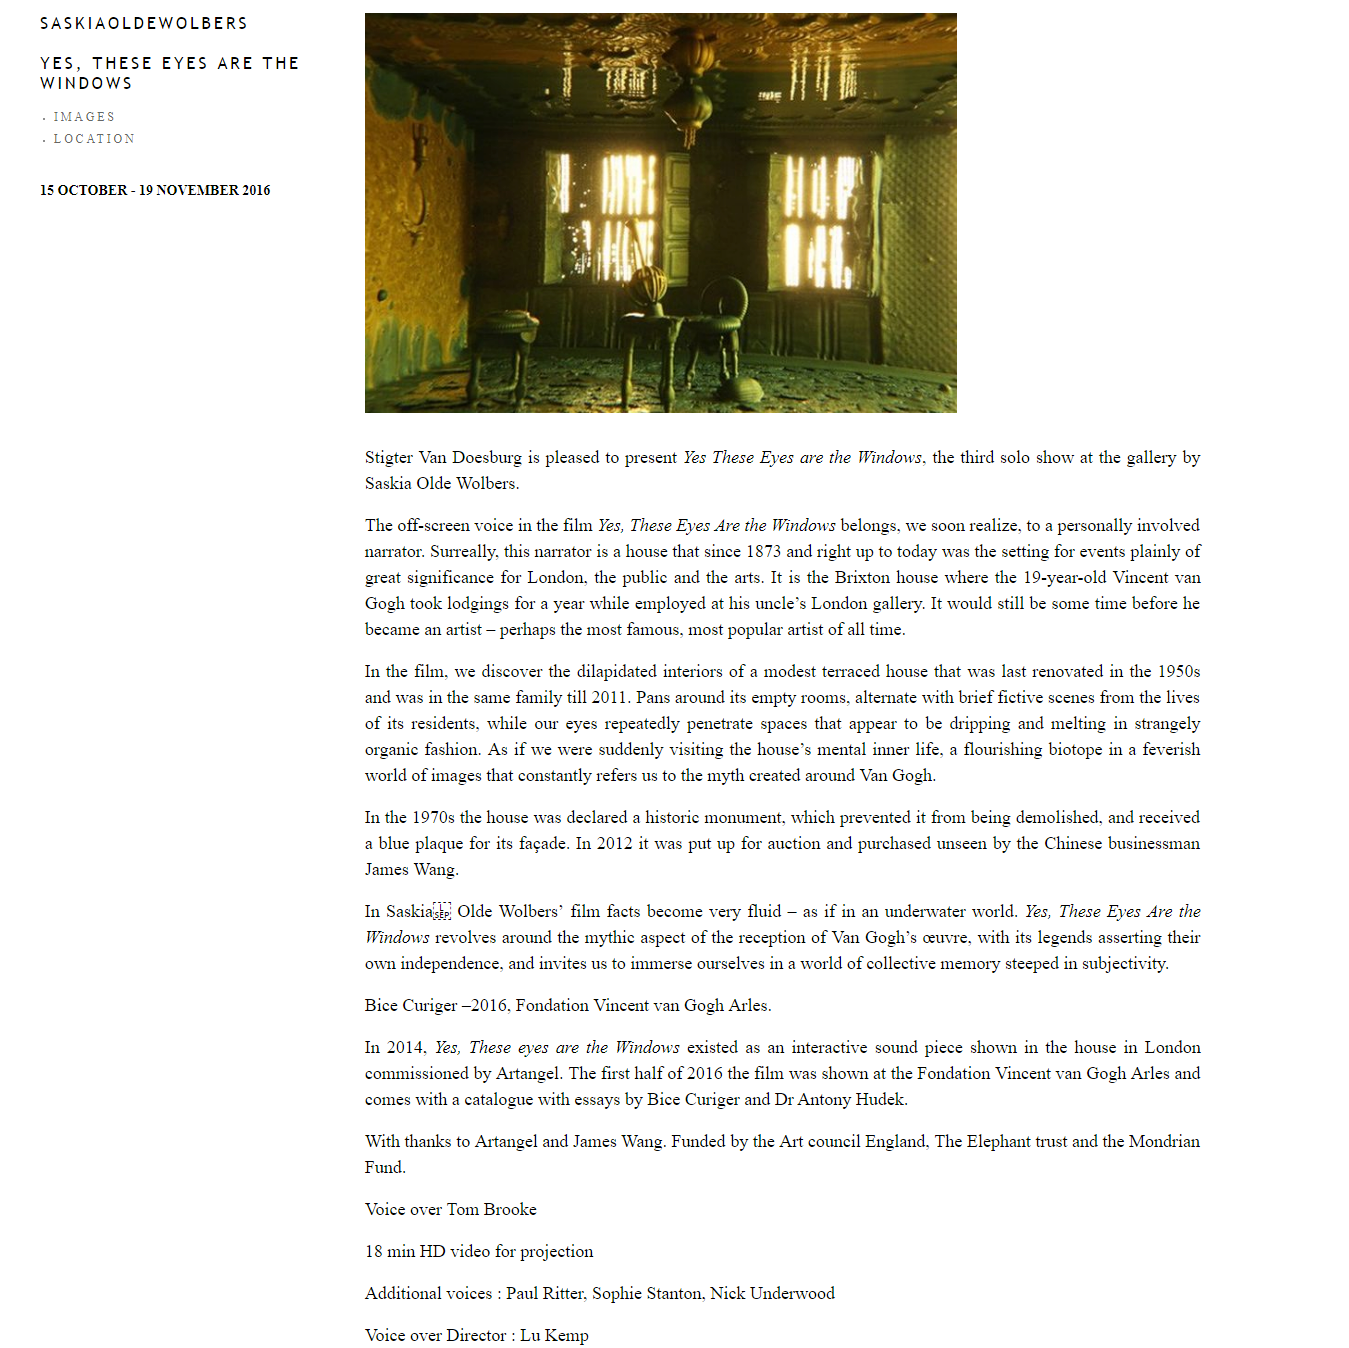 SASKIAOLDEWOLBERS
YES, THESE EYES ARE THE
WINDOWS
· IMAGES
· LOCATION
15 OCTOBER - 19 NOVEMBER 2016
Stigter Van Doesburg is pleased to present Yes These Eyes are the Windows, the third solo show at the gallery by
Saskia Olde Wolbers.
The off-screen voice in the film Yes, These Eyes Are the Windows belongs, we soon realize, to a personally involved
narrator. Surreally, this narrator is a house that since 1873 and right up to today was the setting for events plainly of
great significance for London, the public and the arts. It is the Brixton house where the 19-year-old Vincent van
Gogh took lodgings for a year while employed at his uncle’s London gallery. It would still be some time before he
became an artist – perhaps the most famous, most popular artist of all time.
In the film, we discover the dilapidated interiors of a modest terraced house that was last renovated in the 1950s
and was in the same family till 2011. Pans around its empty rooms, alternate with brief fictive scenes from the lives
of its residents, while our eyes repeatedly penetrate spaces that appear to be dripping and melting in strangely
organic fashion. As if we were suddenly visiting the house’s mental inner life, a flourishing biotope in a feverish
world of images that constantly refers us to the myth created around Van Gogh.
In the 1970s the house was declared a historic monument, which prevented it from being demolished, and received
a blue plaque for its façade. In 2012 it was put up for auction and purchased unseen by the Chinese businessman
James Wang.
In Saskia Olde Wolbers’ film facts become very fluid – as if in an underwater world. Yes, These Eyes Are the
Windows revolves around the mythic aspect of the reception of Van Gogh’s œuvre, with its legends asserting their
own independence, and invites us to immerse ourselves in a world of collective memory steeped in subjectivity.
Bice Curiger –2016, Fondation Vincent van Gogh Arles.
In 2014, Yes, These eyes are the Windows existed as an interactive sound piece shown in the house in London
commissioned by Artangel. The first half of 2016 the film was shown at the Fondation Vincent van Gogh Arles and
comes with a catalogue with essays by Bice Curiger and Dr Antony Hudek.
With thanks to Artangel and James Wang. Funded by the Art council England, The Elephant trust and the Mondrian
Fund.
Voice over Tom Brooke
18 min HD video for projection
Additional voices : Paul Ritter, Sophie Stanton, Nick Underwood
Voice over Director : Lu Kemp